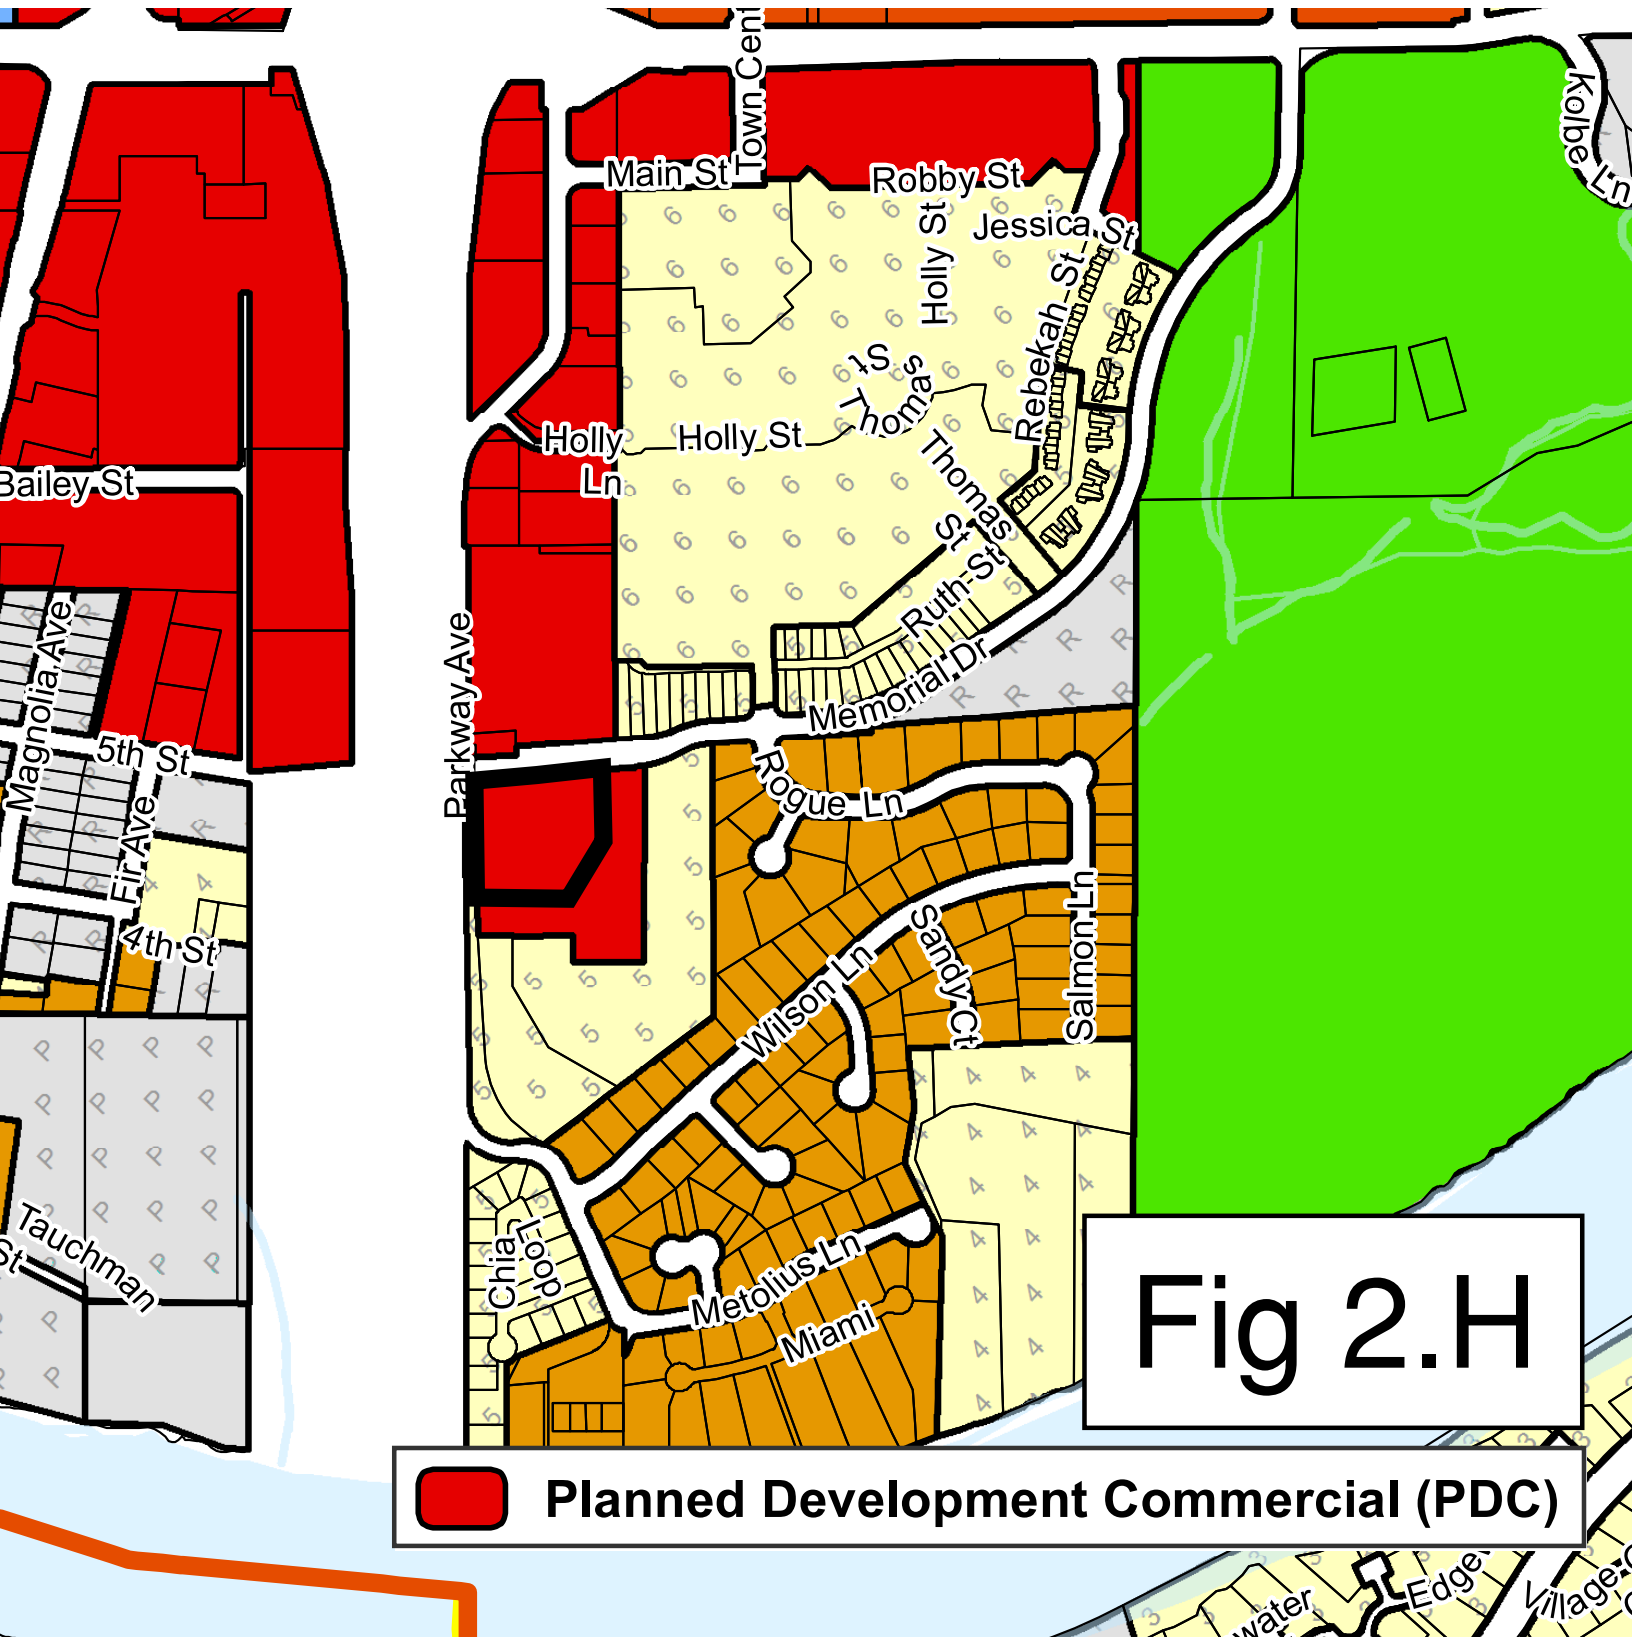 Town Cent
Kolbe Ln
Main St
Robby St
Holly St
Jessica St
Rebekah St
Thomas St
Holly
Ln
Holly St
Thomas
St
Bailey St
Ruth St
Magnolia Ave
Parkway Ave
Memorial Dr
5th St
Rogue Ln
Fir Ave
4th St
Salmon Ln
Sandy Ct
Wilson Ln
Tauchman
St
Chia
Loop
Metolius Ln
Miami
Fig 2.H
Planned Development Commercial (PDC)
water
Edge
Village